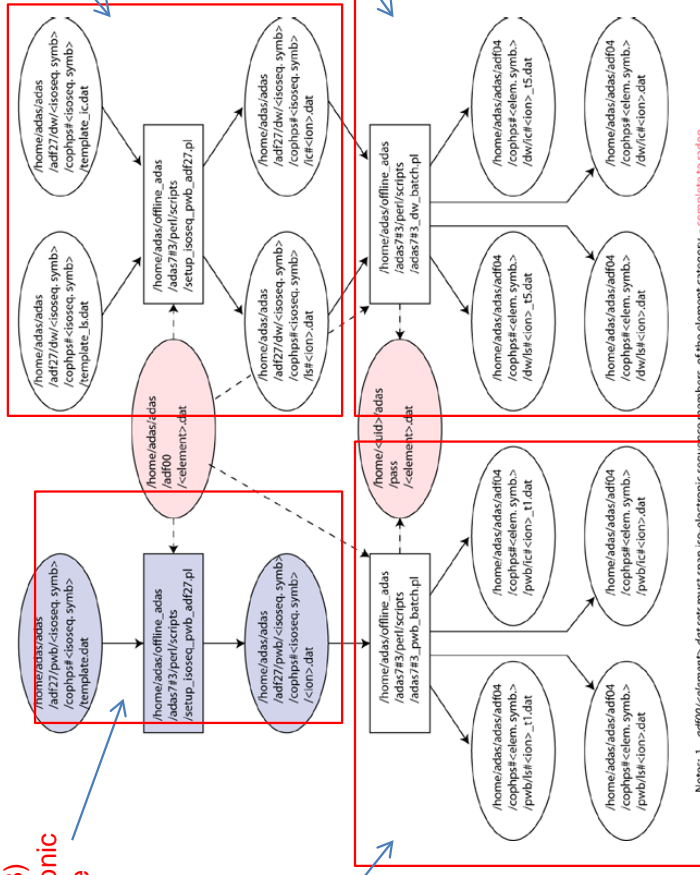 3)
onic
e
/home/adas/adas
/adf27/pwb/<isoseq. symb>
/cophps#<isoseq. symb>
/template.dat
/home/adas/adas
/adf27/dw/<isoseq. symb>
/cophps#<isoseq. symb>
/template_ls.dat
/home/adas/adas
/adf27/dw/<isoseq. symb>
/cophps#<isoseq. symb>
/template_ic.dat
/home/adas/offline_adas
/adas7#3/perl/scripts
/setup_isoseq_pwb_adf27.pl
/home/adas/adas
/adf00
/<element>.dat
/home/adas/offline_adas
/adas7#3/perl/scripts
/setup_isoseq_pwb_adf27.pl
/home/adas/adas
/adf27/pwb/<isoseq. symb>
/cophps#<isoseq. symb>
/<ion>.dat
/home/adas/adas
/adf27/dw/<isoseq. symb>
/cophps#<isoseq. symb>
/ls#<ion>.dat
/home/adas/adas
/adf27/dw/<isoseq. symb>
/cophps#<isoseq. symb>
/ic#<ion>.dat
/home/adas/offline_adas
/adas7#3/perl/scripts
/adas7#3_pwb_batch.pl
/home/<uid>/adas
/pass
/<element>.dat
/home/adas/offline_adas
/adas7#3/perl/scripts
/adas7#3_dw_batch.pl
/home/adas/adas/adf04
/cophps#<elem. symb.>
/pwb/ls#<ion>_t1.dat
/home/adas/adas/adf04
/cophps#<elem. symb.>
/pwb/ic#<ion>_t1.dat
/home/adas/adas/adf04
/cophps#<elem. symb.>
/dw/ls#<ion>_t5.dat
/home/adas/adas/adf04
/cophps#<elem. symb.>
/dw/ic#<ion>_t5.dat
/home/adas/adas/adf04
/cophps#<elem. symb.>
/pwb/ls#<ion>.dat
/home/adas/adas/adf04
/cophps#<elem. symb.>
/pwb/ic#<ion>.dat
/home/adas/adas/adf04
/cophps#<elem. symb.>
/dw/ls#<ion>.dat
/home/adas/adas/adf04
/cophps#<elem. symb.>
/dw/ic#<ion>.dat
Notes: 1. adf00/<element>.dat